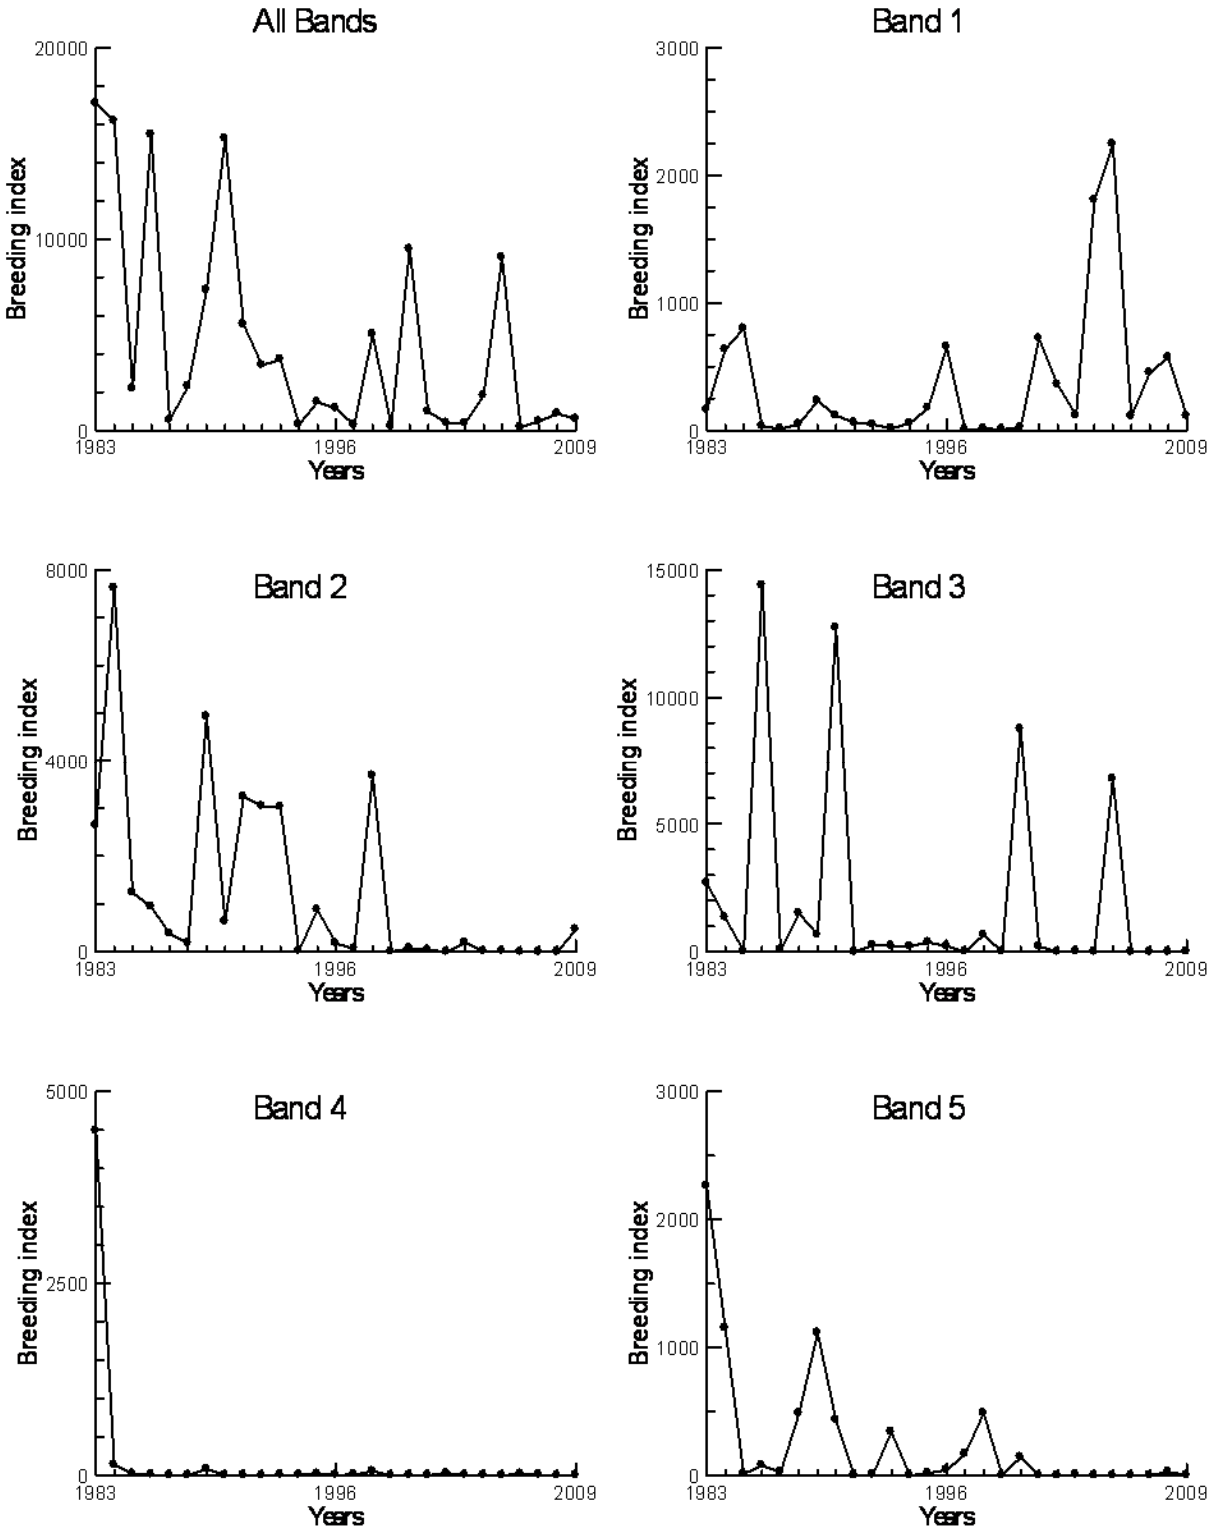 All Bands
20000
10000
0
Breeding index
1983
1996
2009
Years
Band 1
3000
2000
1000
0
Breeding index
1983
1996
2009
Years
Band 2
8000
4000
0
Breeding index
1983
1996
2009
Years
Band 3
15000
10000
5000
0
Breeding index
1983
1996
2009
Years
Band 4
5000
2500
0
Breeding index
1983
1996
2009
Years
Band 5
3000
2000
1000
0
Breeding index
1983
1996
2009
Years